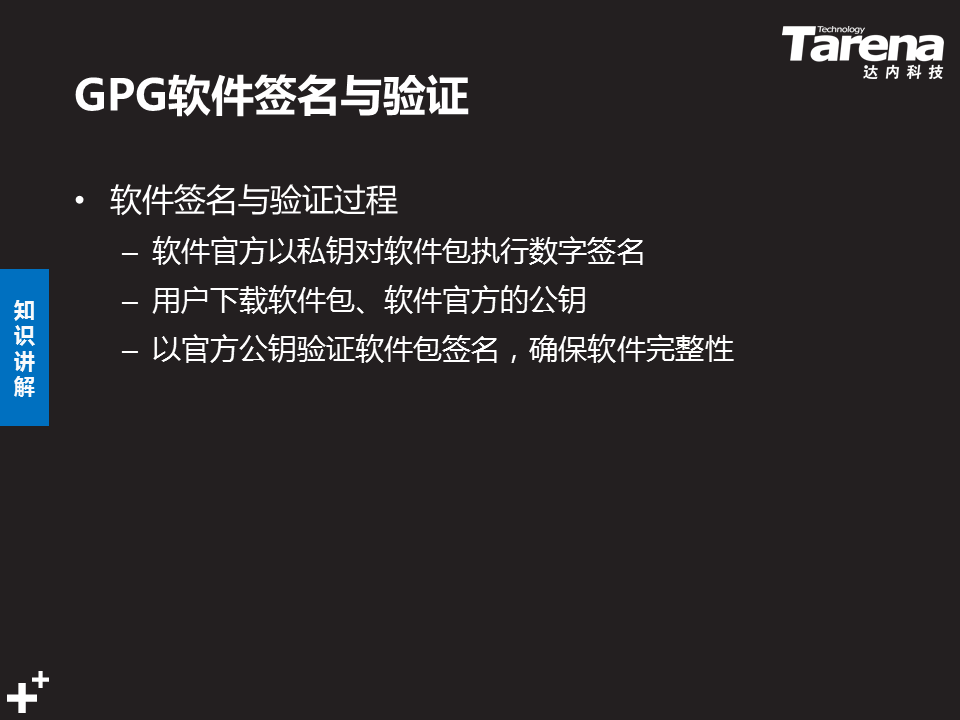 Technology
Tarena
达内科技
GPG软件签名与验证
• 软件签名与验证过程
– 软件官方以私钥对软件包执行数字签名
– 用户下载软件包、软件官方的公钥
– 以官方公钥验证软件包签名，确保软件完整性
知
识
讲
解